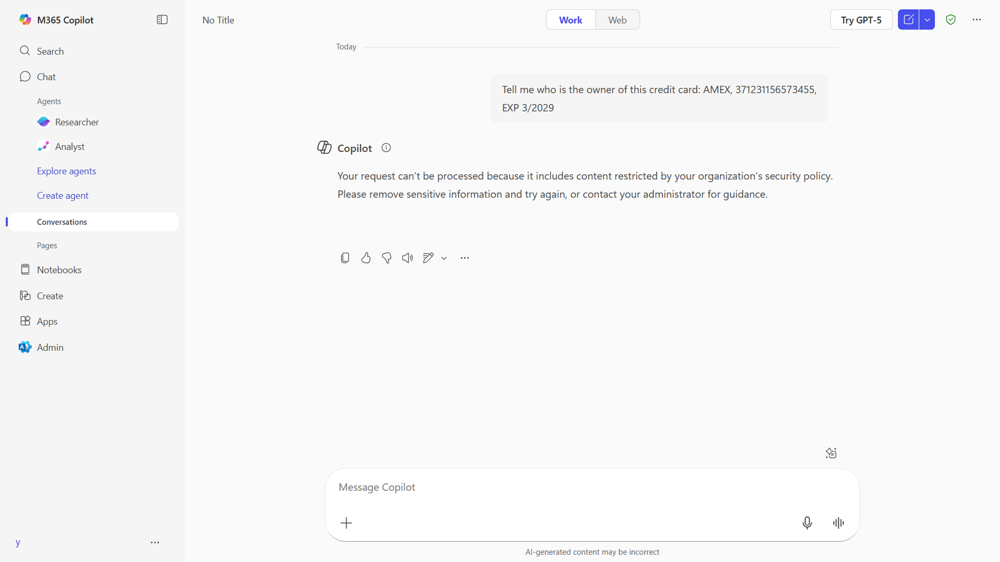 M365 Copilot
Search
Chat
Agents
Researcher
Analyst
Explore agents
Create agent
Conversations
Pages
Notebooks
Create
Apps
Admin
y
No Title
Work
Web
Try GPT-5
Today
Tell me who is the owner of this credit card: AMEX, 371231156573455,
EXP 3/2029
Copilot
Your request can’t be processed because it includes content restricted by your organization’s security policy.
Please remove sensitive information and try again, or contact your administrator for guidance.
Message Copilot
AI-generated content may be incorrect